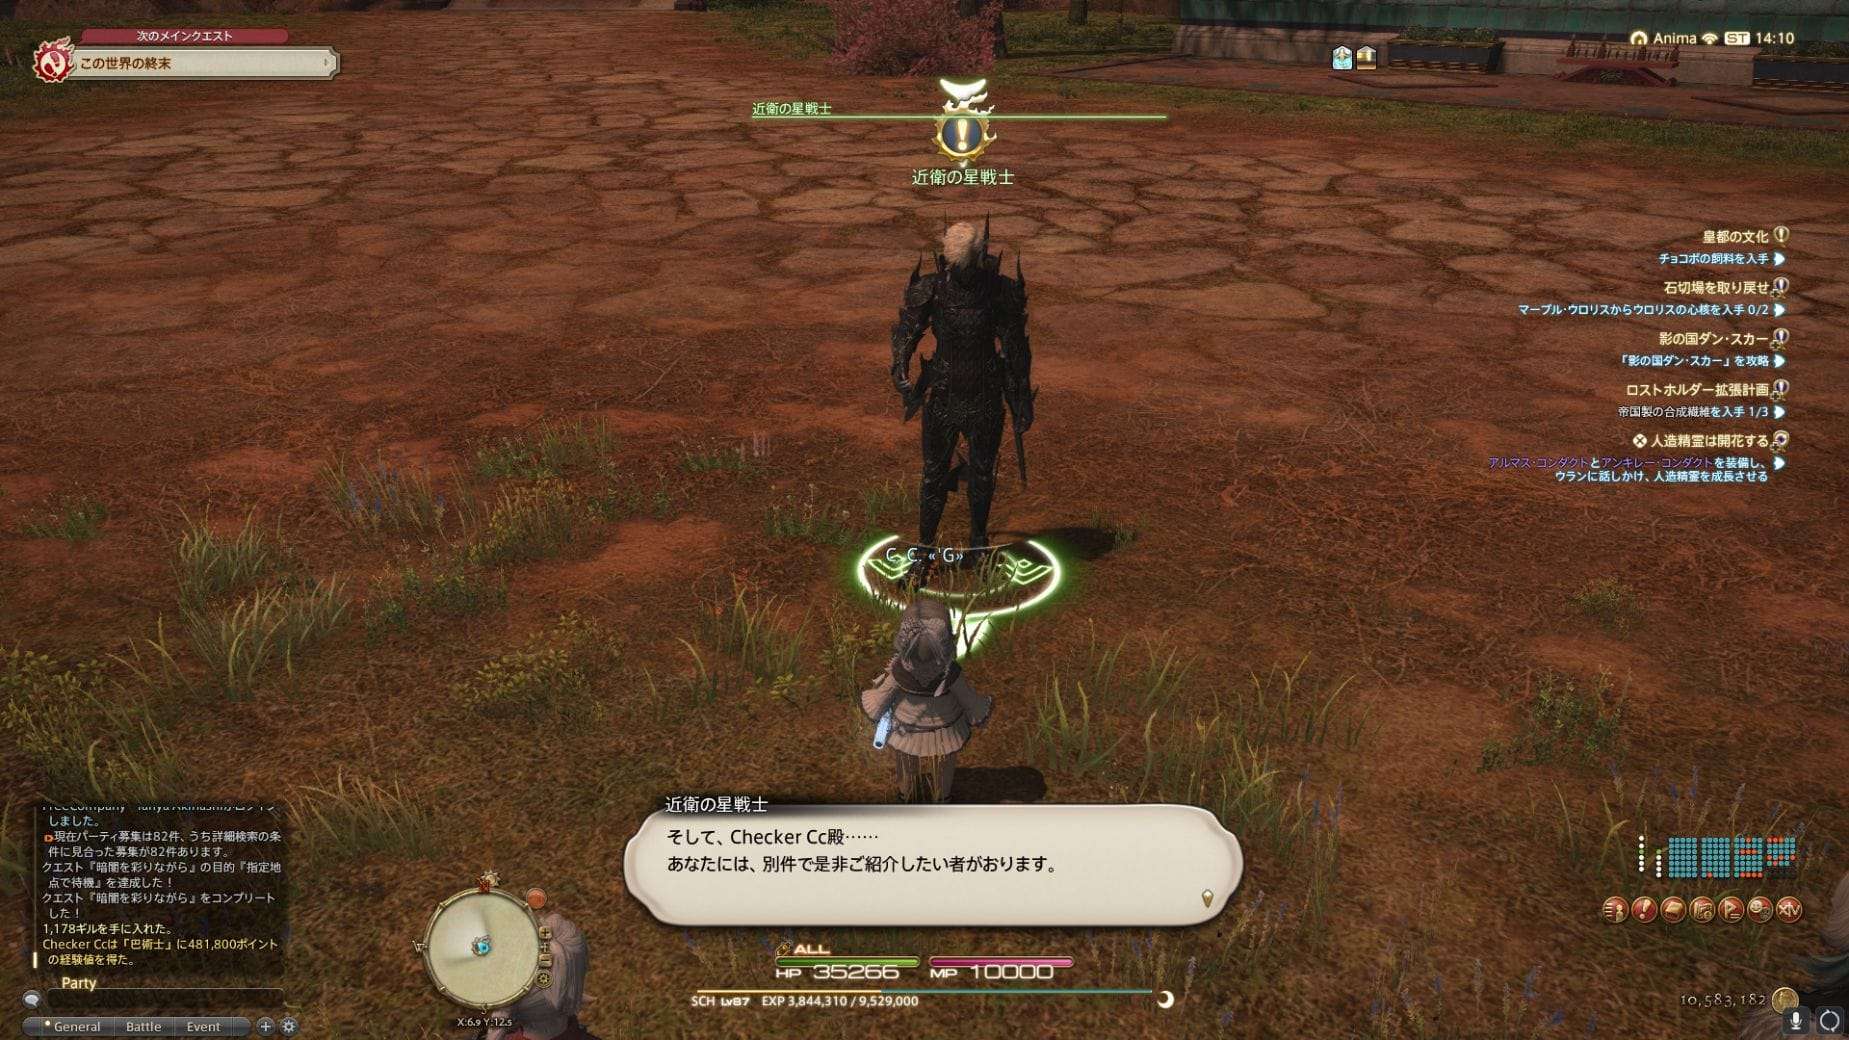 次のメインクエスト
この世界の終末
Anima ST 14:10
近衛の星戦士
近衛の星戦士
皇都の文化
チョコボの飼料を入手
石切場を取り戻せ
マーブル・ウロリスからウロリスの心核を入手 0/2
影の国ダン・スカー
「影の国ダン・スカー」を攻略
ロストホルダー拡張計画
帝国製の合成繊維を入手 1/3
人造精霊は開花する
アルマス・コンダクトとアンキレー・コンダクトを装備し、
ウランに話しかけ、人造精霊を成長させる
C. C. «'G»
近衛の星戦士
そして、Checker Cc殿……
あなたには、別件で是非ご紹介したい者がおります。
しました。
現在パーティ募集は82件、うち詳細検索の条
件に見合った募集が82件あります。
クエスト『暗闇を彩りながら』の目的『指定地
点で待機』を達成した！
クエスト『暗闇を彩りながら』をコンプリート
した！
1,178ギルを手に入れた。
Checker Ccは「巴術士」に481,800ポイント
の経験値を得た。
Party
General Battle Event
X:6.9 Y:12.5
ALL
HP 35266 MP 10000
SCH Lv87 EXP 3,844,310 / 9,529,000
XIV
10,583,182